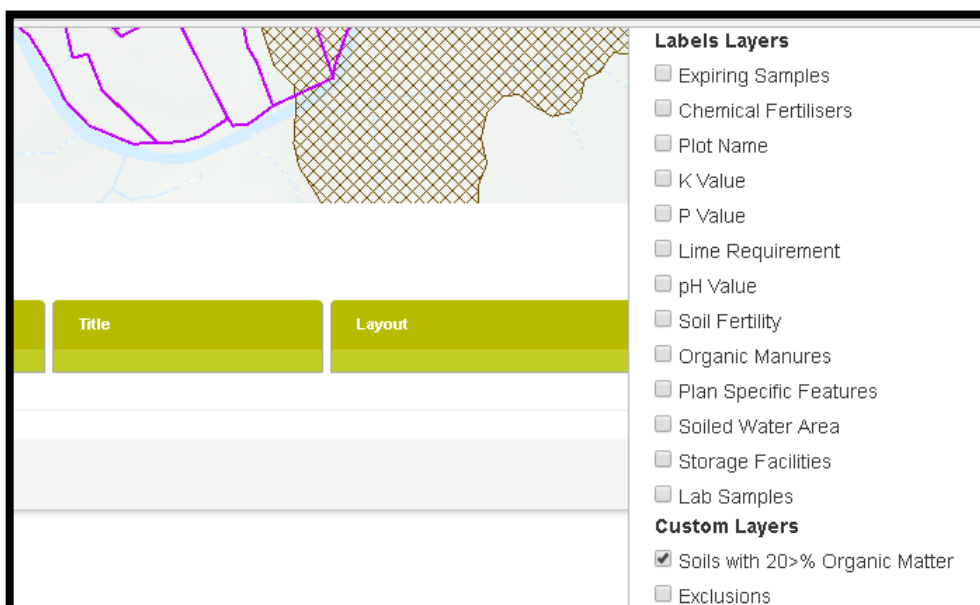 Title
Layout
Labels Layers
Expiring Samples
Chemical Fertilisers
Plot Name
K Value
P Value
Lime Requirement
pH Value
Soil Fertility
Organic Manures
Plan Specific Features
Soiled Water Area
Storage Facilities
Lab Samples
Custom Layers
Soils with 20>% Organic Matter
Exclusions